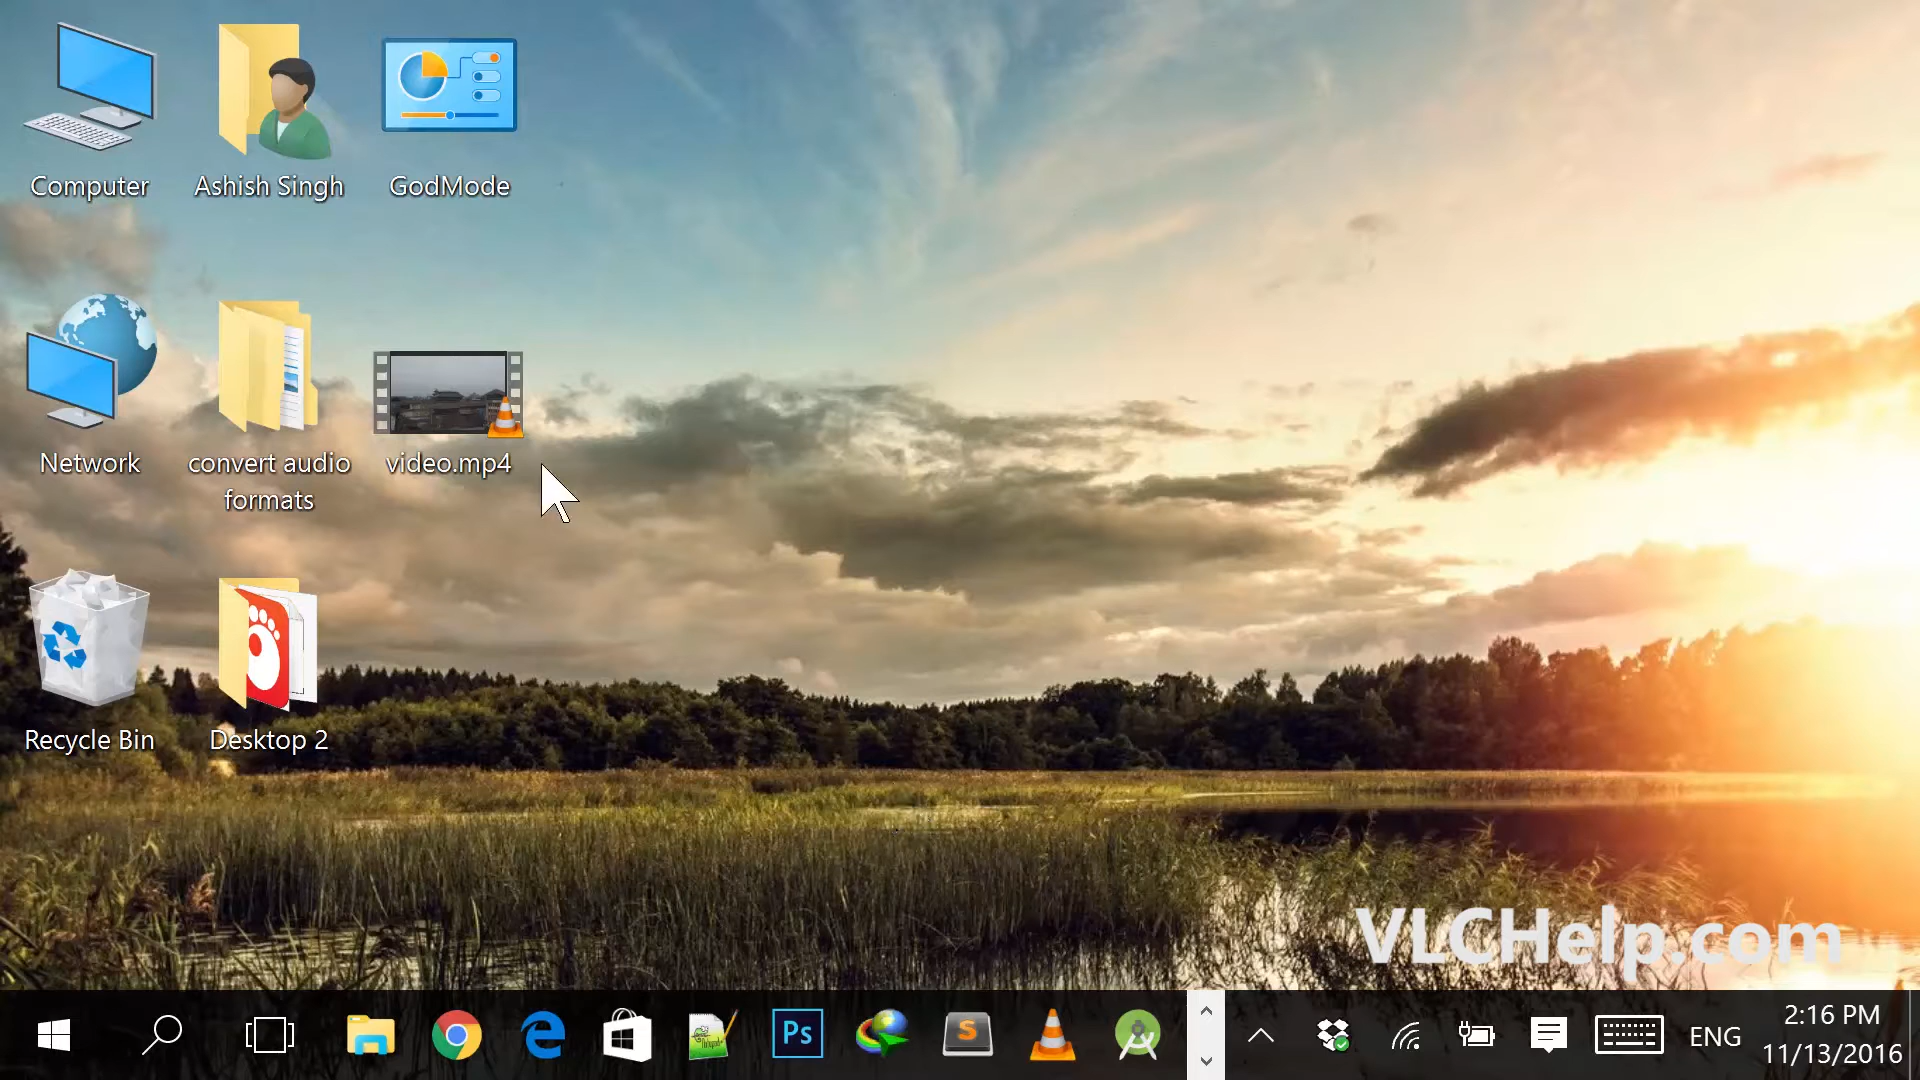 Computer
Ashish Singh
GodMode
Network
convert audio
formats
video.mp4
Recycle Bin
Desktop 2
VLCHelp.com
Ps
S
ENG
2:16 PM
11/13/2016